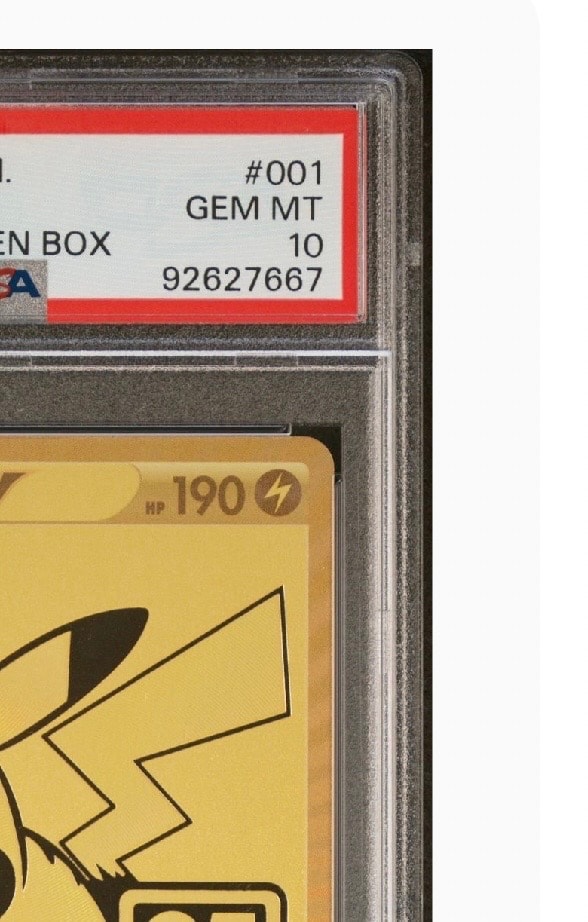 #001
GEM MT
EN BOX 10
92627667
HP 190